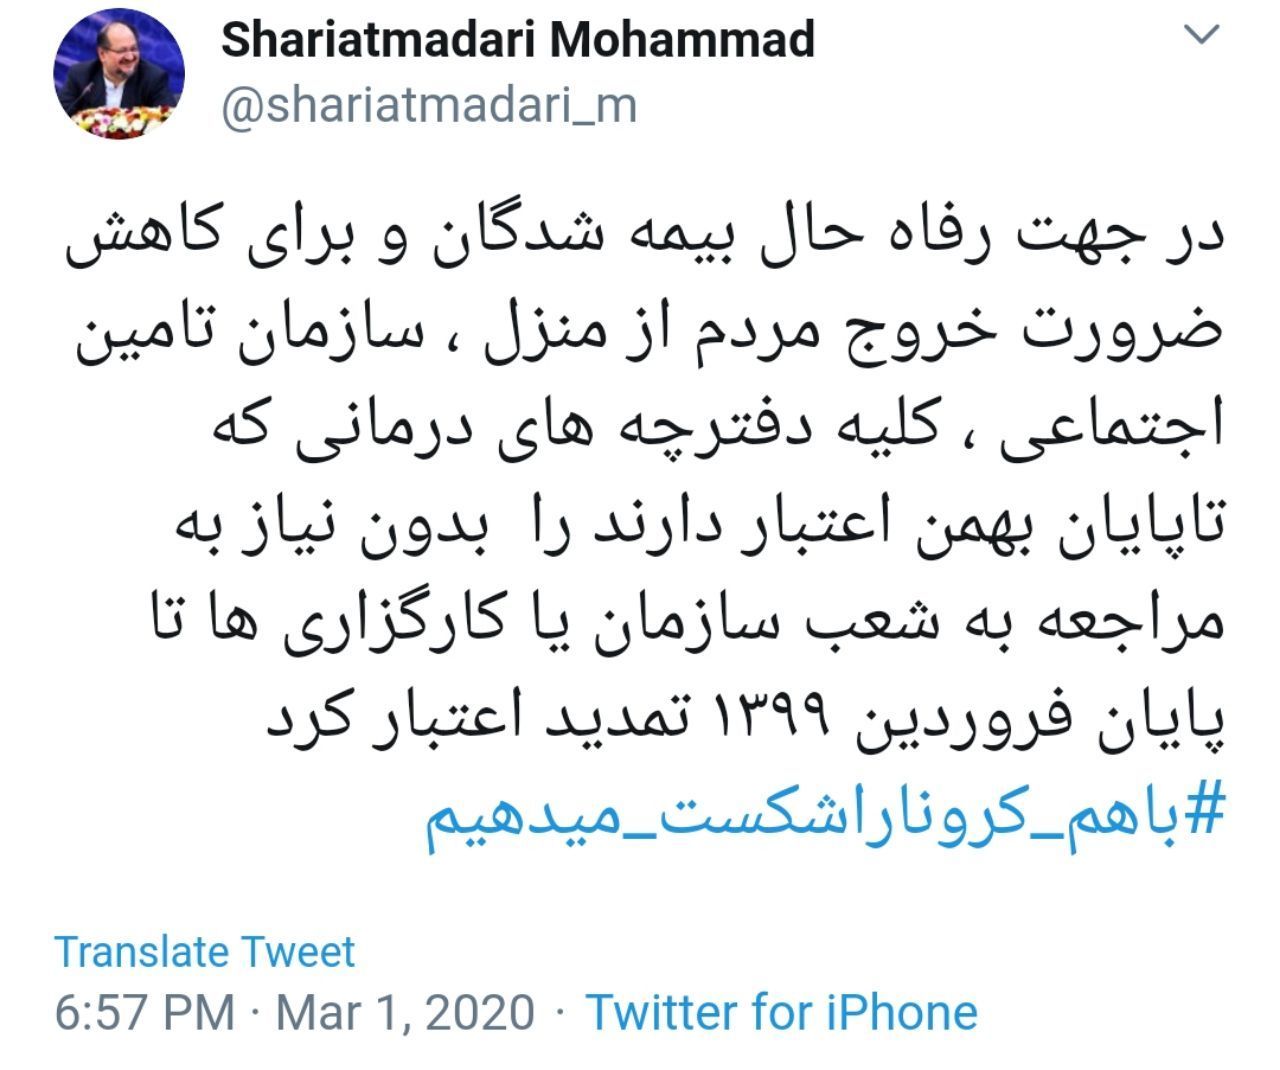 Shariatmadari Mohammad
@shariatmadari_m
در جهت رفاه حال بیمه شدگان و برای کاهش
ضرورت خروج مردم از منزل ، سازمان تامین
اجتماعی ، کلیه دفترچه های درمانی که
تاپایان بهمن اعتبار دارند را  بدون نیاز به
مراجعه به شعب سازمان یا کارگزاری ها تا
پایان فروردین ۱۳۹۹ تمدید اعتبار کرد
#باهم_کروناراشکست_میدهیم
Translate Tweet
6:57 PM · Mar 1, 2020 · Twitter for iPhone